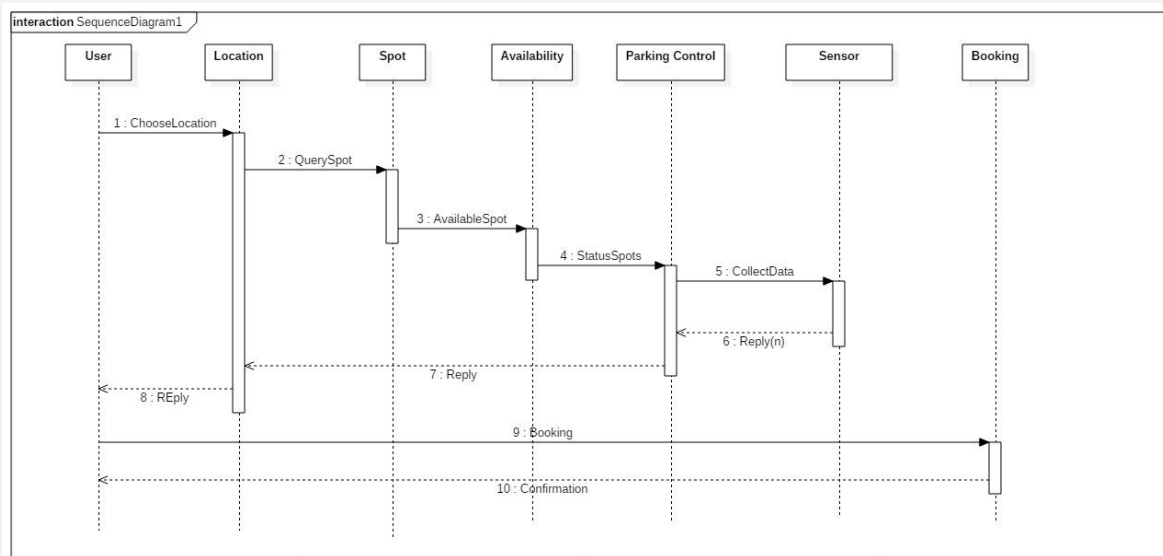 interaction SequenceDiagram1
User Location Spot Availability Parking Control Sensor Booking
1 : ChooseLocation
2 : QuerySpot
3 : AvailableSpot
4 : StatusSpots
5 : CollectData
6 : Reply(n)
7 : Reply
8 : REply
9 : Booking
10 : Confirmation